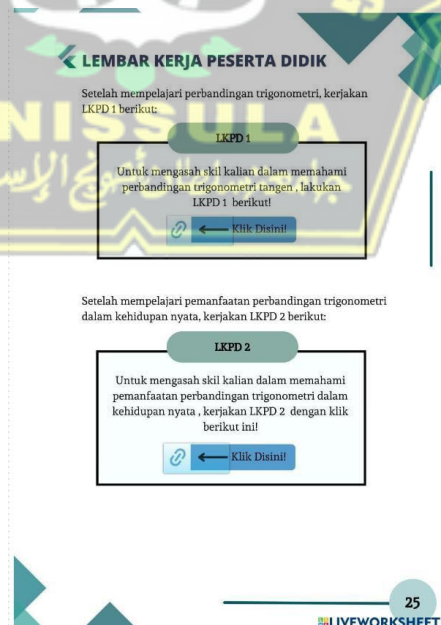 LEMBAR KERJA PESERTA DIDIK
Setelah mempelajari perbandingan trigonometri, kerjakan
LKPD 1 berikut:
LKPD 1
Untuk mengasah skil kalian dalam memahami
perbandingan trigonometri tangen , lakukan
LKPD 1 berikut!
Klik Disini!
NISSULA
Setelah mempelajari pemanfaatan perbandingan trigonometri
dalam kehidupan nyata, kerjakan LKPD 2 berikut:
LKPD 2
Untuk mengasah skil kalian dalam memahami
pemanfaatan perbandingan trigonometri dalam
kehidupan nyata , kerjakan LKPD 2 dengan klik
berikut ini!
Klik Disini!
25
LIVEWORKSHEET